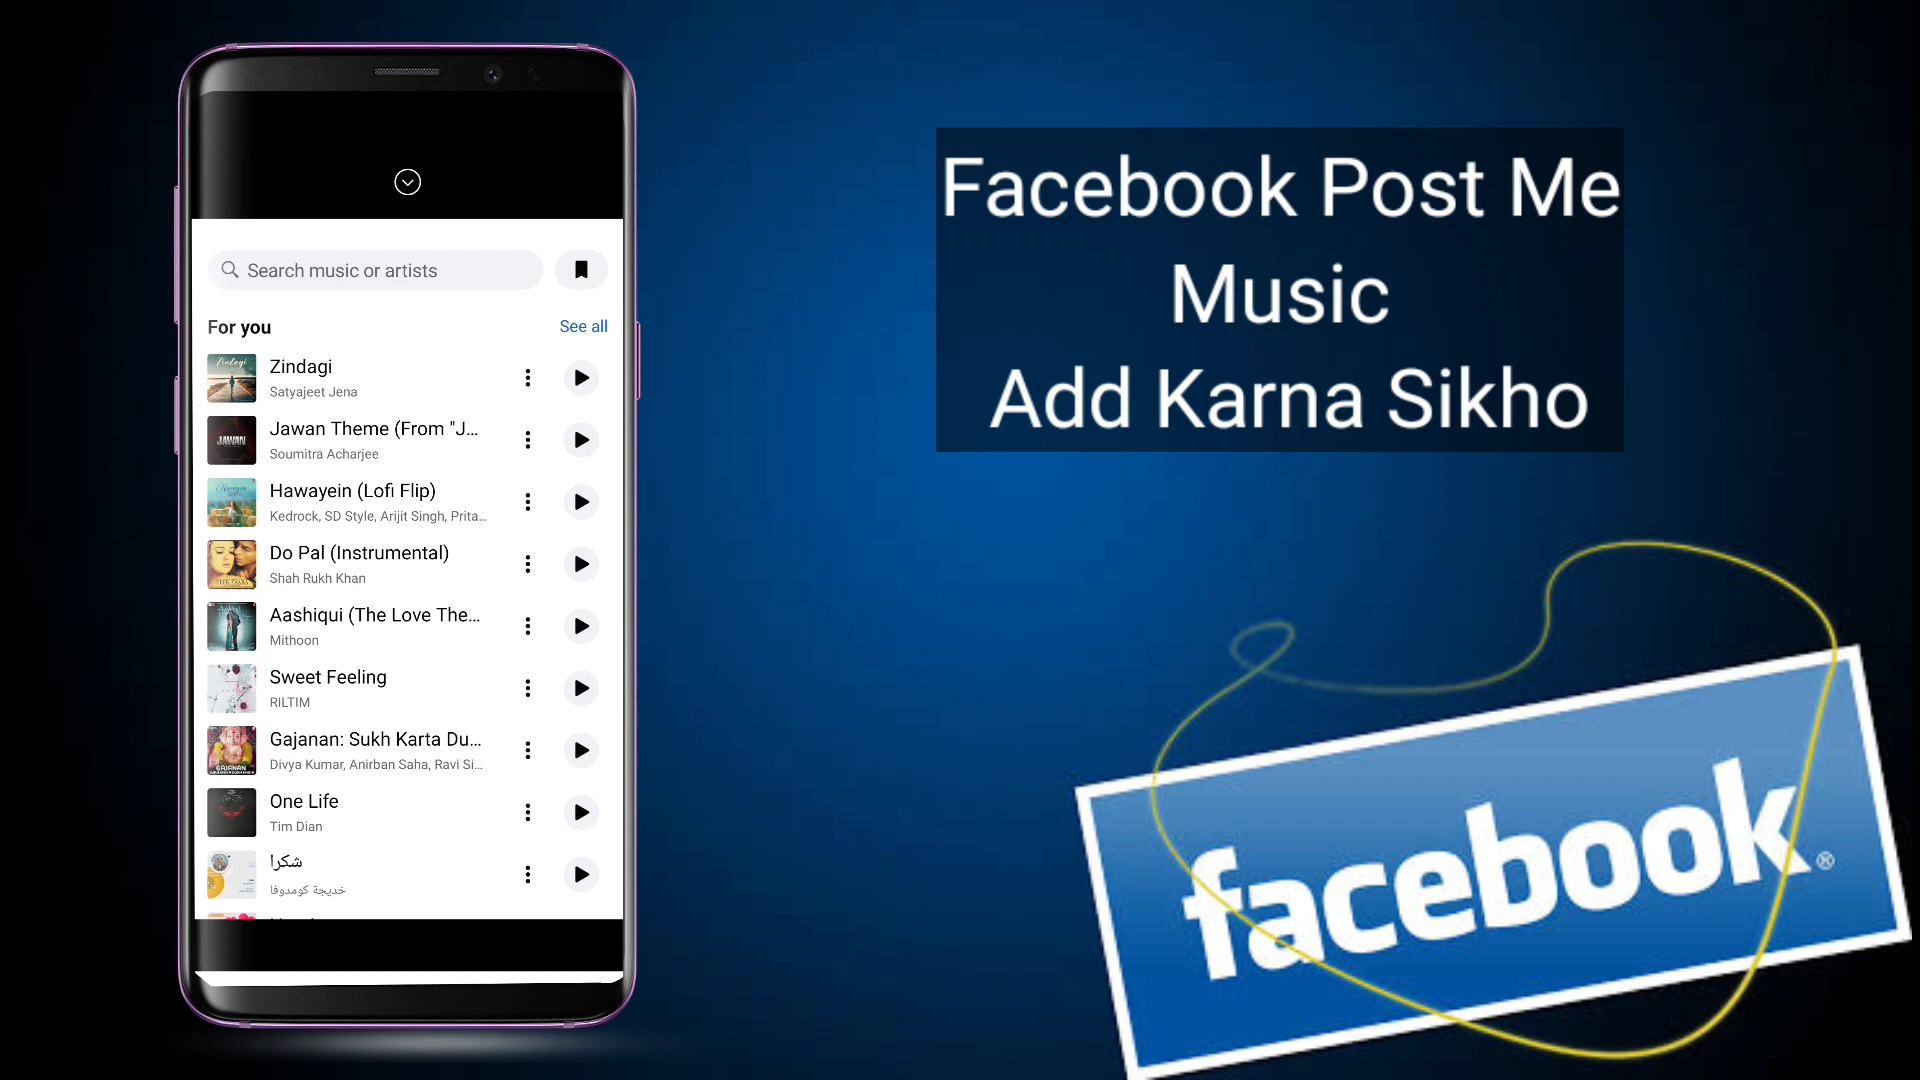 Search music or artists
For you
See all
Zindagi
Satyajeet Jena
Jawan Theme (From "J...
Soumitra Acharjee
Hawayein (Lofi Flip)
Kedrock, SD Style, Arijit Singh, Prita...
Do Pal (Instrumental)
Shah Rukh Khan
Aashiqui (The Love The...
Mithoon
Sweet Feeling
RILTIM
Gajanan: Sukh Karta Du...
Divya Kumar, Anirban Saha, Ravi Si...
One Life
Tim Dian
شكرا
خديجة كومدوفا
Zindagi
JAWAN
GAJANAN
Facebook Post Me
Music
Add Karna Sikho
facebook®